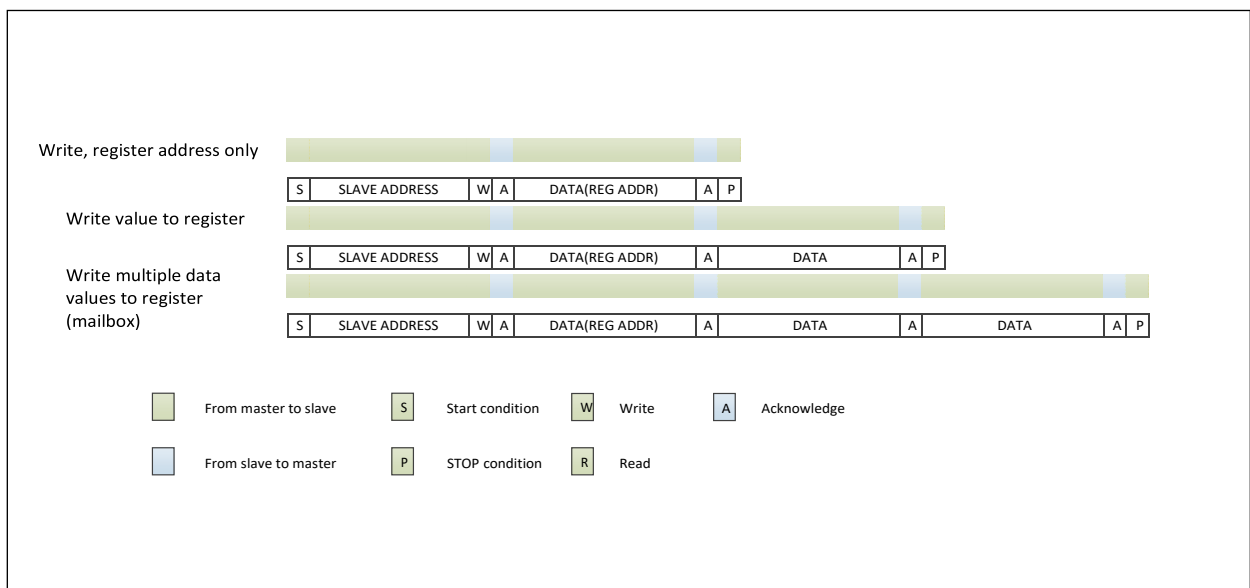 Write, register address only
S SLAVE ADDRESS W A DATA(REG ADDR) A P
Write value to register
S SLAVE ADDRESS W A DATA(REG ADDR) A DATA A P
Write multiple data
values to register
(mailbox)
S SLAVE ADDRESS W A DATA(REG ADDR) A DATA A DATA A P
From master to slave S Start condition W Write A Acknowledge
From slave to master P STOP condition R Read